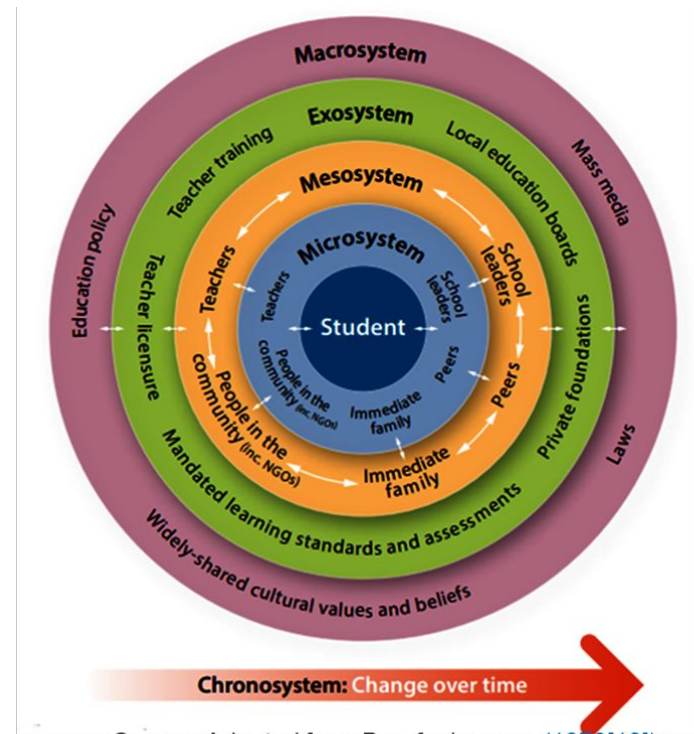 Macrosystem
Education policy
Mass media
Laws
Widely-shared cultural values and beliefs
Exosystem
Teacher training
Local education boards
Teacher licensure
Private foundations
Mandated learning standards and assessments
Mesosystem
Teachers
School
leaders
People in the
community (inc. NGOs)
Peers
Immediate
family
Microsystem
Teachers
School
leaders
People in the
community (inc. NGOs)
Peers
Immediate
family
Student
Chronosystem: Change over time